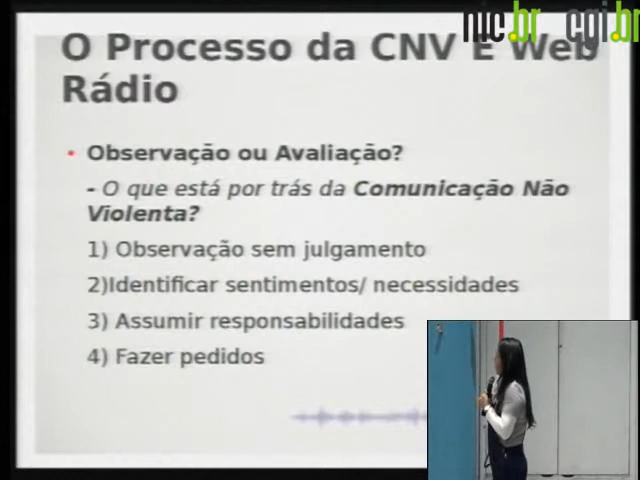 nic.br cgi.br
O Processo da CNV E Web
Rádio
• Observação ou Avaliação?
- O que está por trás da Comunicação Não
Violenta?
1) Observação sem julgamento
2)Identificar sentimentos/ necessidades
3) Assumir responsabilidades
4) Fazer pedidos